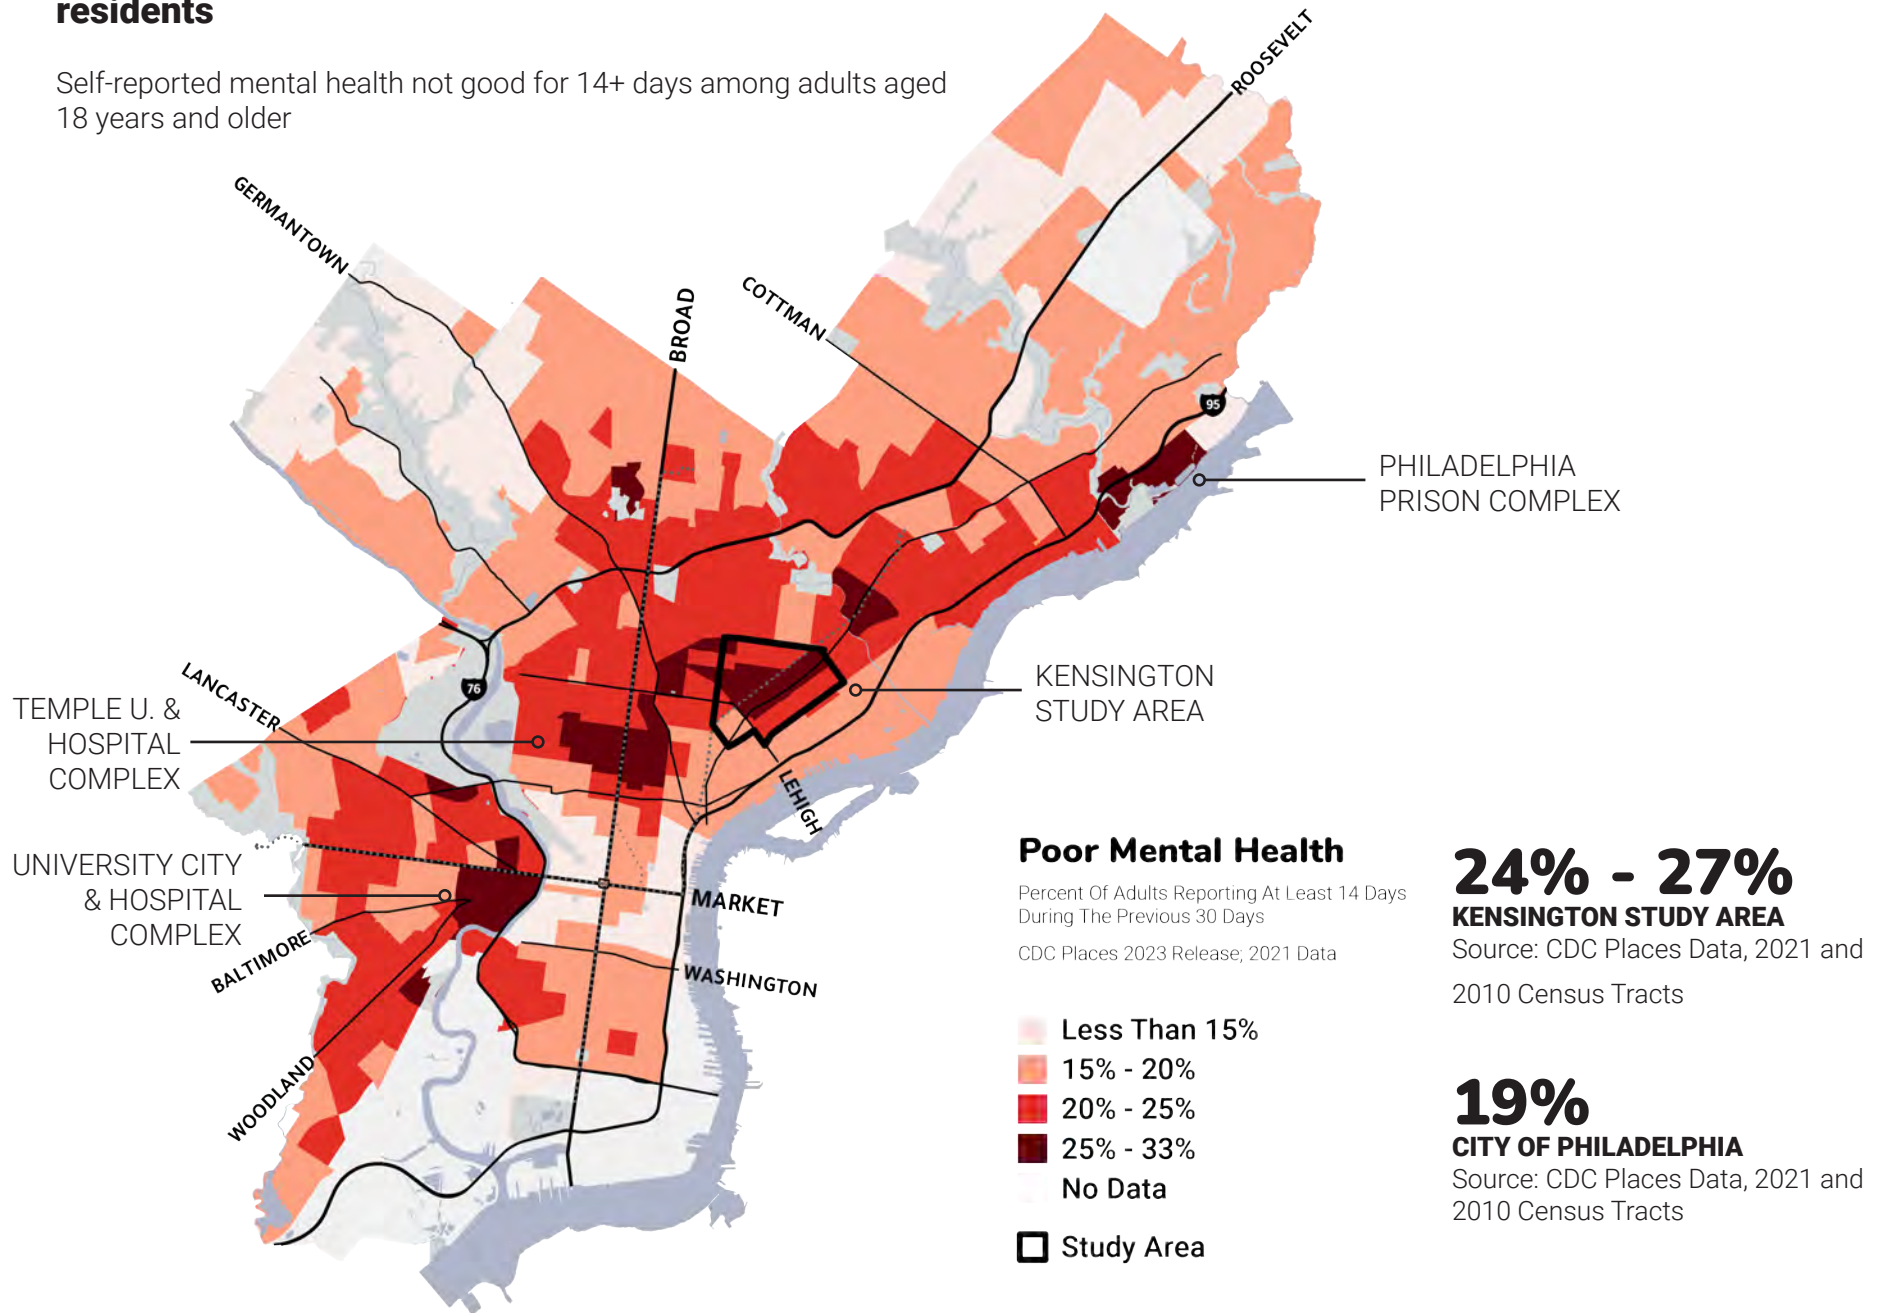 residents
Self-reported mental health not good for 14+ days among adults aged
18 years and older
ROOSEVELT
GERMANTOWN
BROAD
COTTMAN
95
PHILADELPHIA
PRISON COMPLEX
KENSINGTON
STUDY AREA
LANCASTER
76
TEMPLE U. &
HOSPITAL
COMPLEX
LEHIGH
UNIVERSITY CITY
& HOSPITAL
COMPLEX
MARKET
BALTIMORE
WASHINGTON
WOODLAND
Poor Mental Health
Percent Of Adults Reporting At Least 14 Days
During The Previous 30 Days
CDC Places 2023 Release; 2021 Data
Less Than 15%
15% - 20%
20% - 25%
25% - 33%
No Data
Study Area
24% - 27%
KENSINGTON STUDY AREA
Source: CDC Places Data, 2021 and
2010 Census Tracts
19%
CITY OF PHILADELPHIA
Source: CDC Places Data, 2021 and
2010 Census Tracts